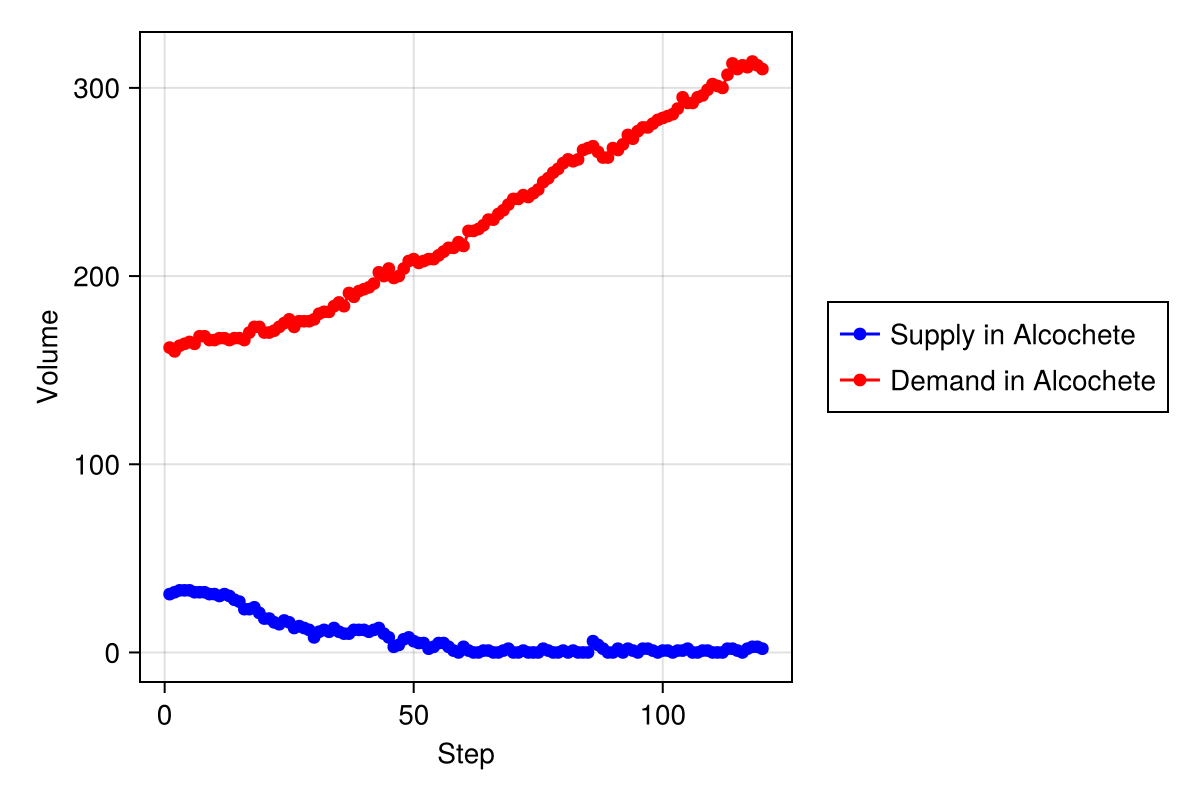 300
200
100
0
Volume
0 50 100
Step
Supply in Alcochete
Demand in Alcochete